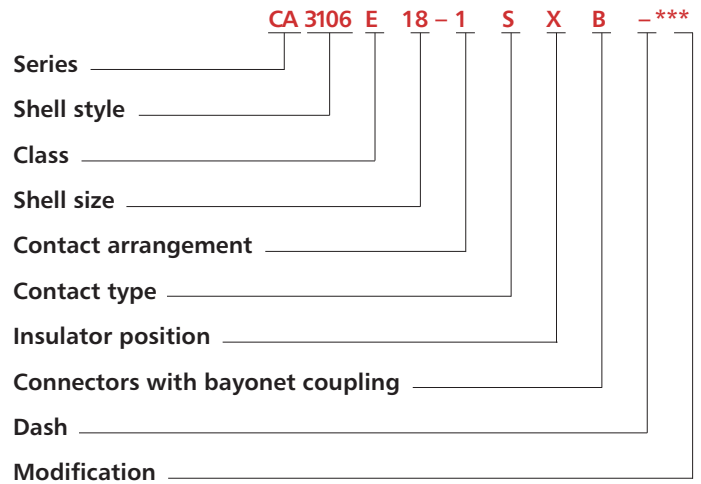 CA 3106 E 18 – 1 S X B – ***
Series
Shell style
Class
Shell size
Contact arrangement
Contact type
Insulator position
Connectors with bayonet coupling
Dash
Modification